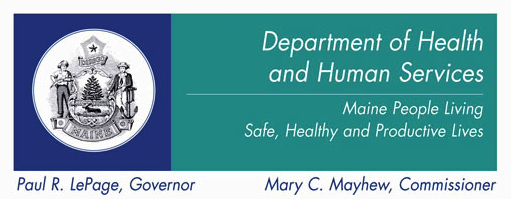 DIRIGO
MAINE
Department of Health
and Human Services
Maine People Living
Safe, Healthy and Productive Lives
Paul R. LePage, Governor
Mary C. Mayhew, Commissioner